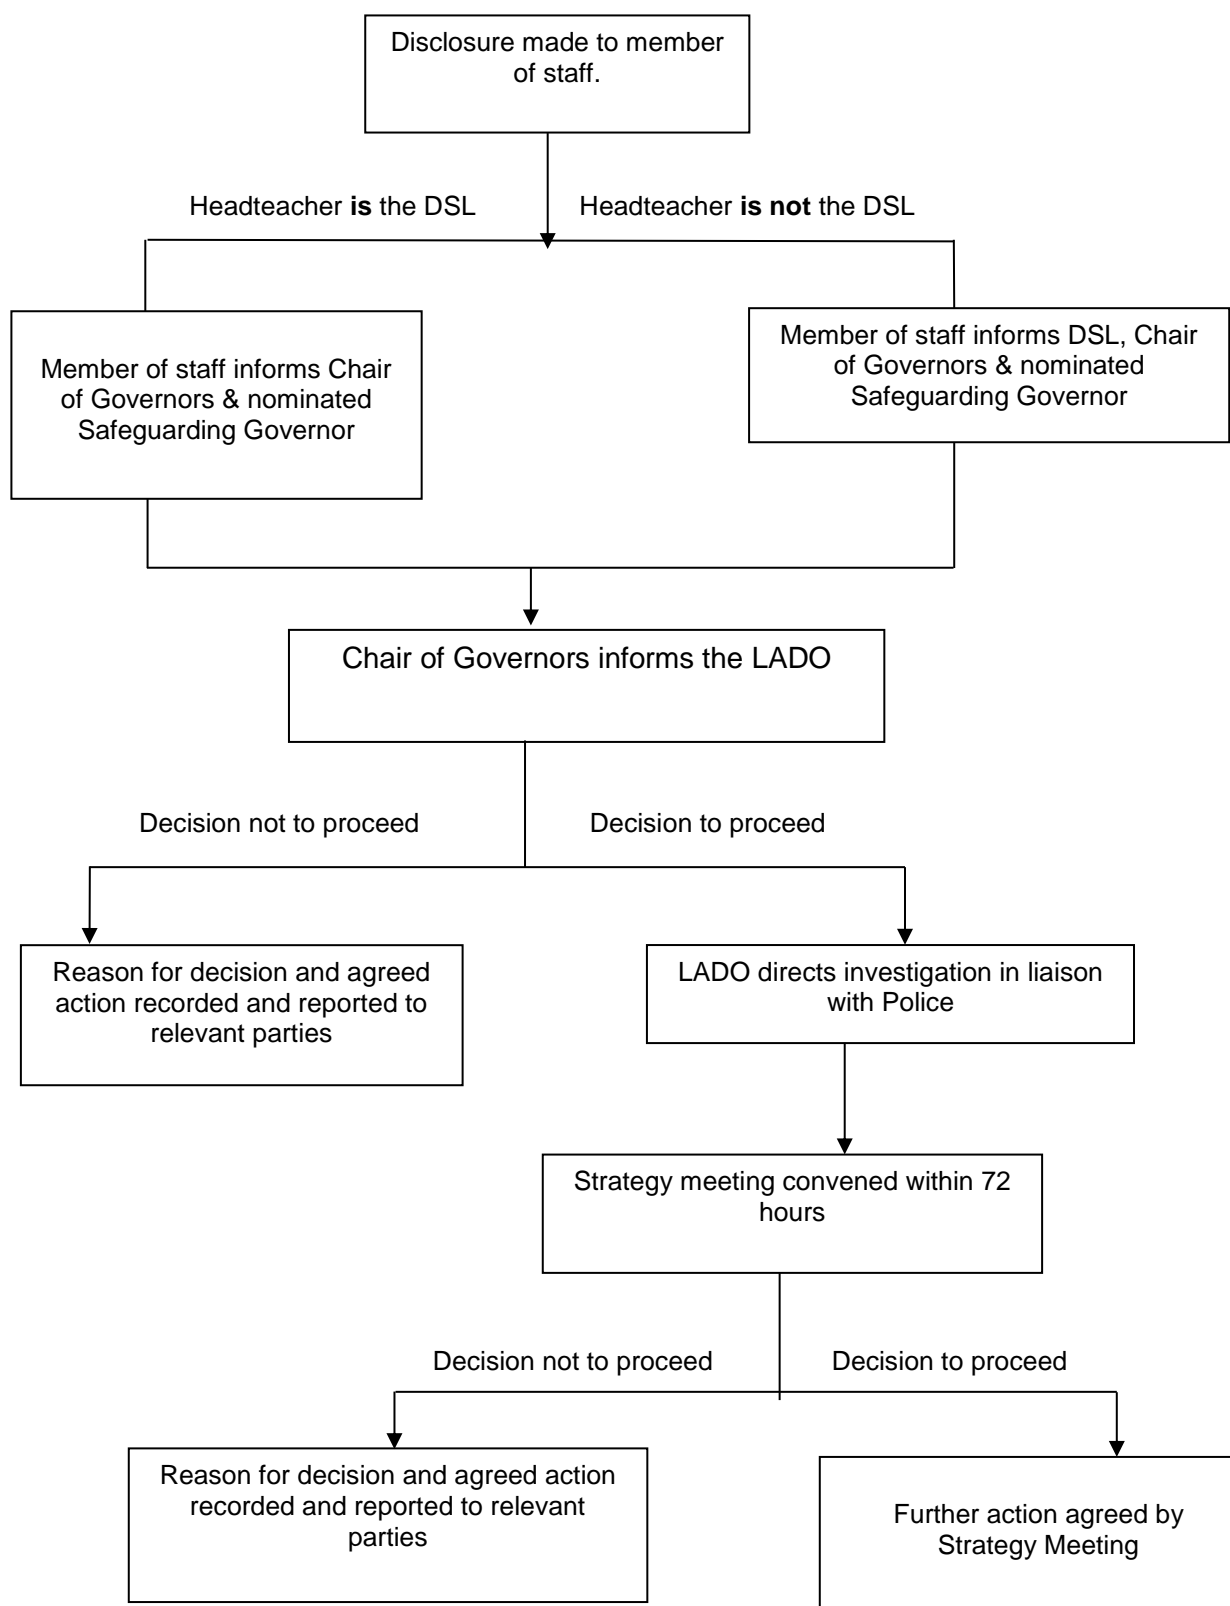 Disclosure made to member
of staff.
Headteacher is the DSL
Headteacher is not the DSL
Member of staff informs Chair
of Governors & nominated
Safeguarding Governor
Member of staff informs DSL, Chair
of Governors & nominated
Safeguarding Governor
Chair of Governors informs the LADO
Decision not to proceed
Decision to proceed
Reason for decision and agreed
action recorded and reported to
relevant parties
LADO directs investigation in liaison
with Police
Strategy meeting convened within 72
hours
Decision not to proceed
Decision to proceed
Reason for decision and agreed action
recorded and reported to relevant
parties
Further action agreed by
Strategy Meeting